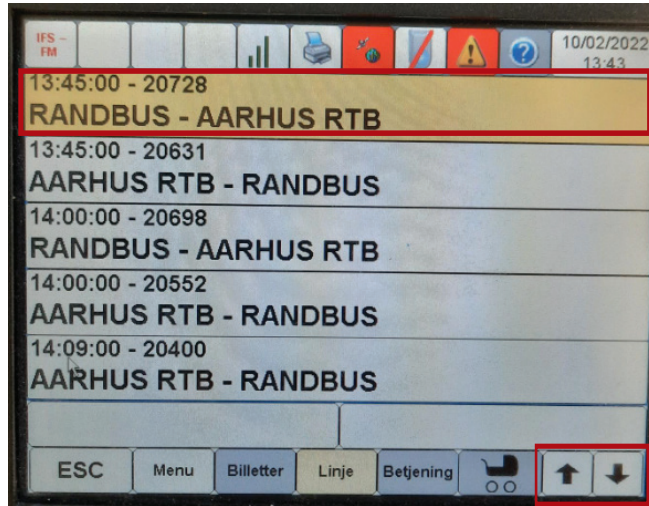 IFS -
FM
10/02/2022
13:43
13:45:00 - 20728
RANDBUS - AARHUS RTB
13:45:00 - 20631
AARHUS RTB - RANDBUS
14:00:00 - 20698
RANDBUS - AARHUS RTB
14:00:00 - 20552
AARHUS RTB - RANDBUS
14:09:00 - 20400
AARHUS RTB - RANDBUS
ESC Menu Billetter Linje Betjening